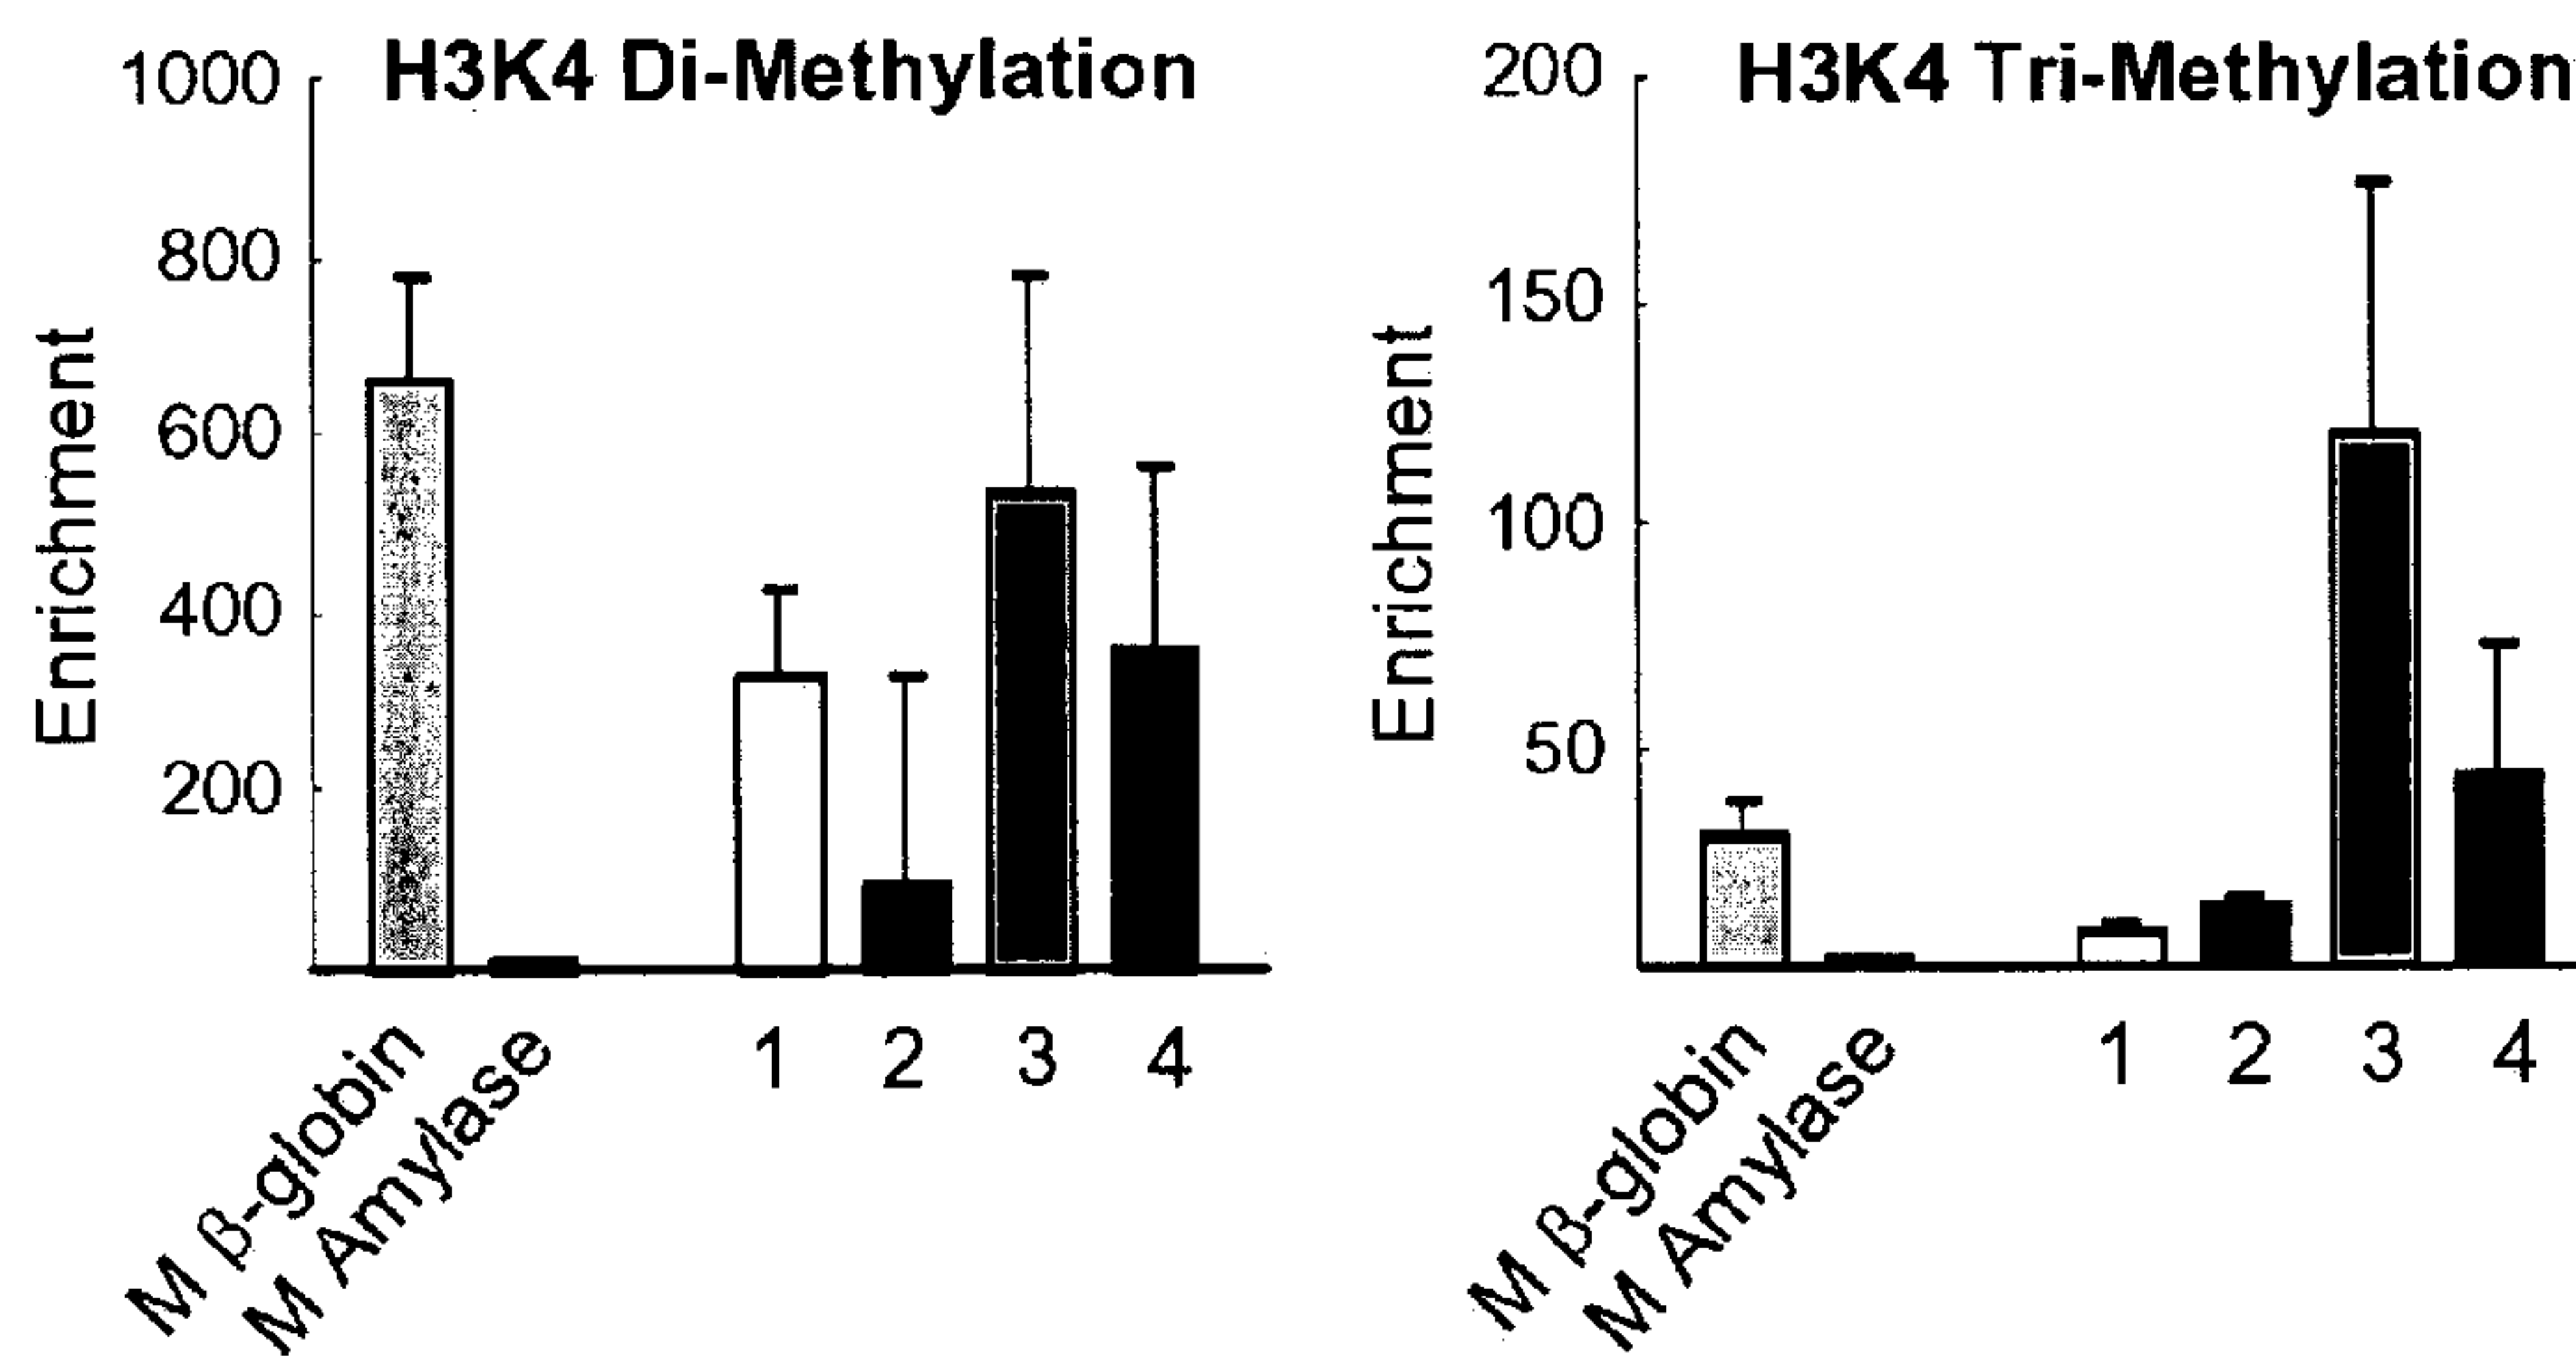 H3K4 Di-Methylation
Enrichment
1000
800
600
400
200
M β-globin
M Amylase
1 2 3 4
H3K4 Tri-Methylation
Enrichment
200
150
100
50
M β-globin
M Amylase
1 2 3 4